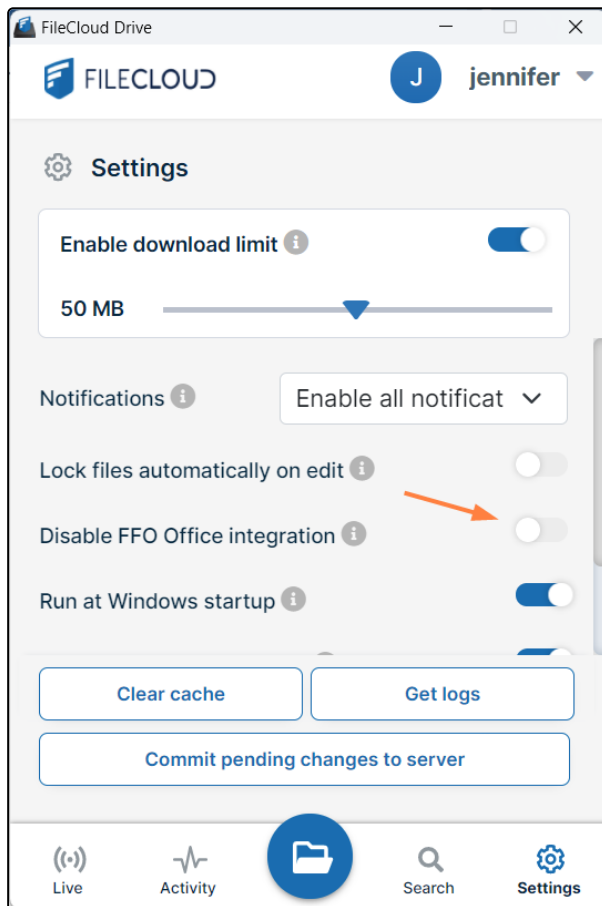 FileCloud Drive
FILECLOUD
J
jennifer
Settings
Enable download limit
50 MB
Notifications
Enable all notificat
Lock files automatically on edit
Disable FFO Office integration
Run at Windows startup
Clear cache
Get logs
Commit pending changes to server
Live
Activity
Search
Settings